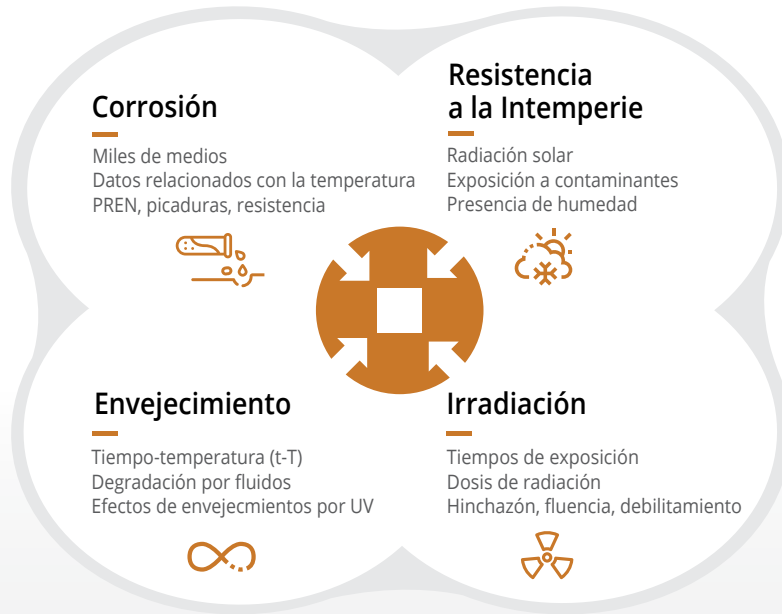 Corrosión
Miles de medios
Datos relacionados con la temperatura
PREN, picaduras, resistencia
Resistencia
a la Intemperie
Radiación solar
Exposición a contaminantes
Presencia de humedad
Envejecimiento
Tiempo-temperatura (t-T)
Degradación por fluidos
Efectos de envejecmientos por UV
Irradiación
Tiempos de exposición
Dosis de radiación
Hinchazón, fluencia, debilitamiento